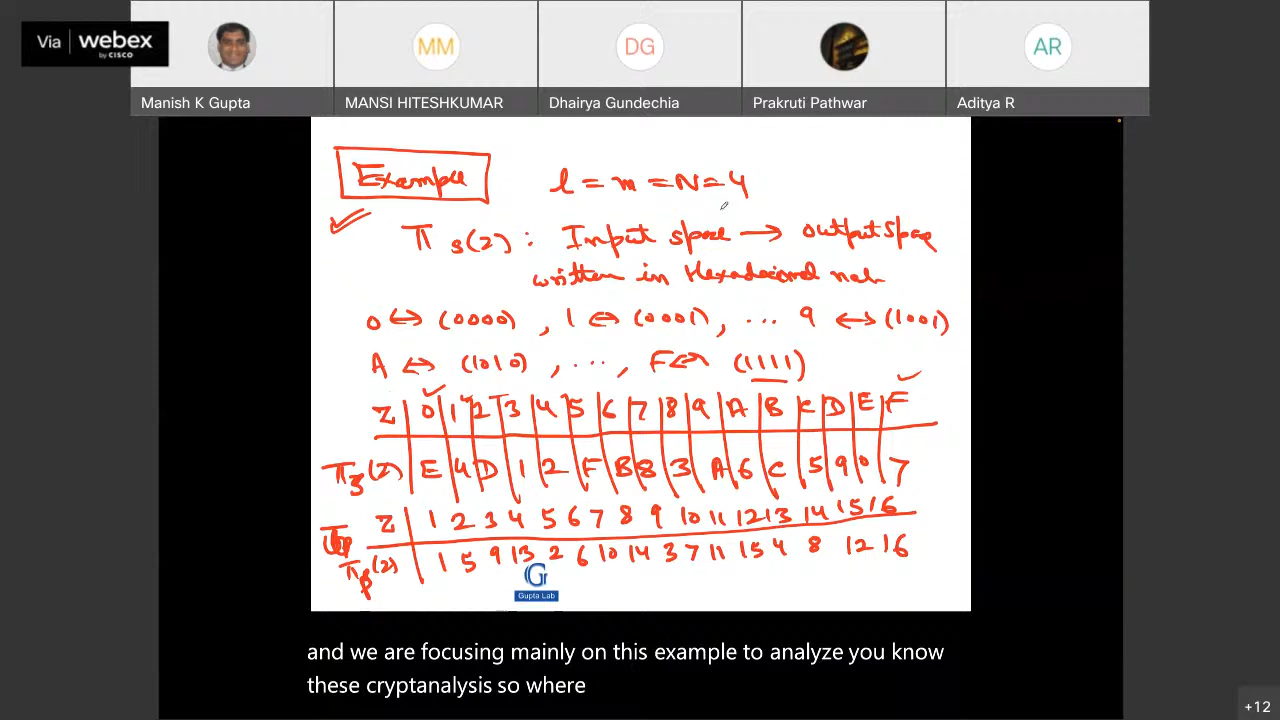 Via webex
by CISCO
MM
DG
AR
Manish K Gupta
MANSI HITESHKUMAR
Dhairya Gundechia
Prakruti Pathwar
Aditya R
Example
l = m = N = 4
π s(z) : Input space → output space
written in Hexadecimal
0 ↔ (0000) , 1 ↔ (0001) , ... 9 ↔ (1001)
A ↔ (1010) , ... , F ↔ (1111)
z 0 1 2 3 4 5 6 7 8 9 A B C D E F
π s(z) E 4 D 1 2 F B 8 3 A 6 C 5 9 0 7
z 1 2 3 4 5 6 7 8 9 10 11 12 13 14 15 16
π p(z) 1 5 9 13 2 6 10 14 3 7 11 15 4 8 12 16
G
Gupta Lab
and we are focusing mainly on this example to analyze you know
these cryptanalysis so where
+12